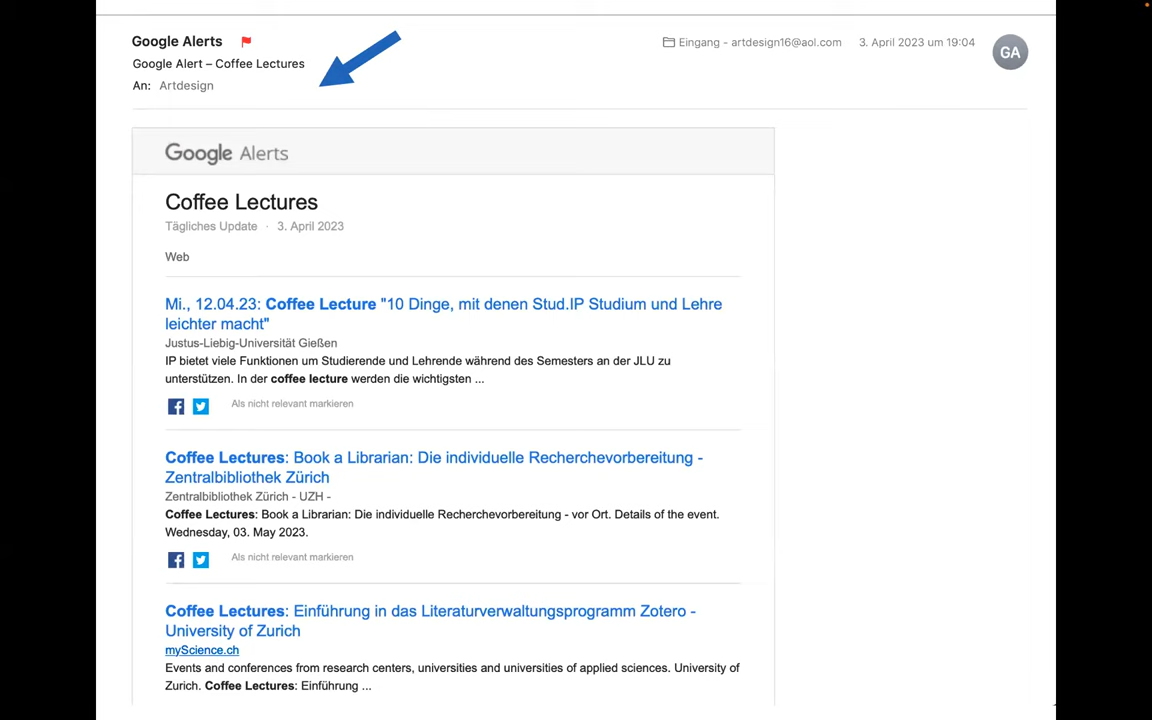 Google Alerts
Eingang - artdesign16@aol.com 3. April 2023 um 19:04
GA
Google Alert – Coffee Lectures
An: Artdesign
Google Alerts
Coffee Lectures
Tägliches Update · 3. April 2023
Web
Mi., 12.04.23: Coffee Lecture "10 Dinge, mit denen Stud.IP Studium und Lehre
leichter macht"
Justus-Liebig-Universität Gießen
IP bietet viele Funktionen um Studierende und Lehrende während des Semesters an der JLU zu
unterstützen. In der coffee lecture werden die wichtigsten ...
Als nicht relevant markieren
Coffee Lectures: Book a Librarian: Die individuelle Recherchevorbereitung -
Zentralbibliothek Zürich
Zentralbibliothek Zürich - UZH -
Coffee Lectures: Book a Librarian: Die individuelle Recherchevorbereitung - vor Ort. Details of the event.
Wednesday, 03. May 2023.
Als nicht relevant markieren
Coffee Lectures: Einführung in das Literaturverwaltungsprogramm Zotero -
University of Zurich
myScience.ch
Events and conferences from research centers, universities and universities of applied sciences. University of
Zurich. Coffee Lectures: Einführung ...